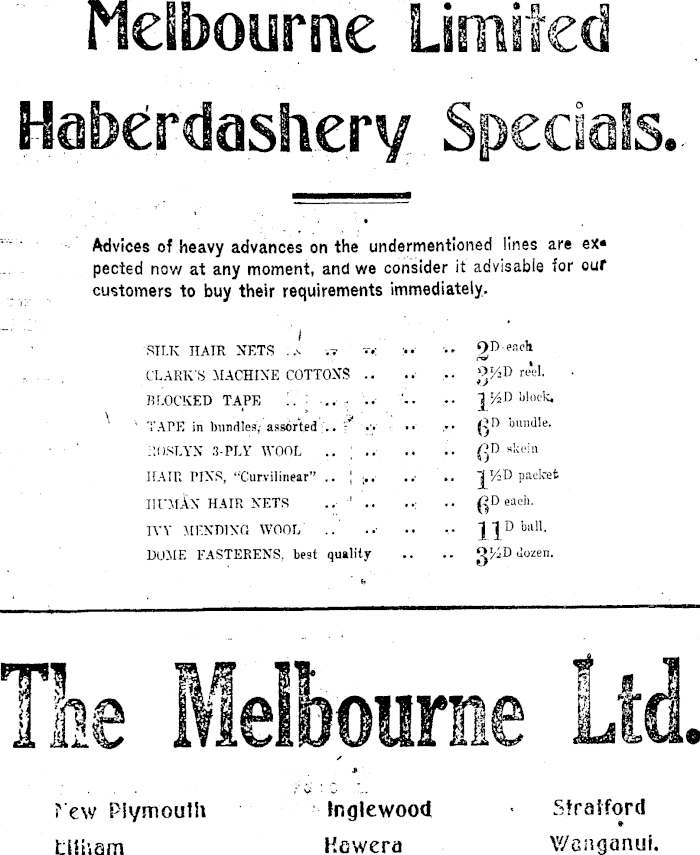 Melbourne Limited
Haberdashery Specials.
Advices of heavy advances on the undermentioned lines are ex-
pected now at any moment, and we consider it advisable for our
customers to buy their requirements immediately.
SILK HAIR NETS .. .. .. .. .. 2D each
CLARK'S MACHINE COTTONS .. .. .. 3½D reel.
BLOCKED TAPE .. .. .. .. .. 1½D block.
TAPE in bundles, assorted .. .. .. .. 6D bundle.
ROSLYN 3-PLY WOOL .. .. .. .. 6D skein
HAIR PINS, "Curvilinear" .. .. .. .. 1½D packet
HUMAN HAIR NETS .. .. .. .. 6D each.
IVY MENDING WOOL .. .. .. .. 11D ball.
DOME FASTERENS, best quality .. .. 3½D dozen.
The Melbourne Ltd.
New Plymouth Inglewood Stratford
Eltham Hawera Wanganui.